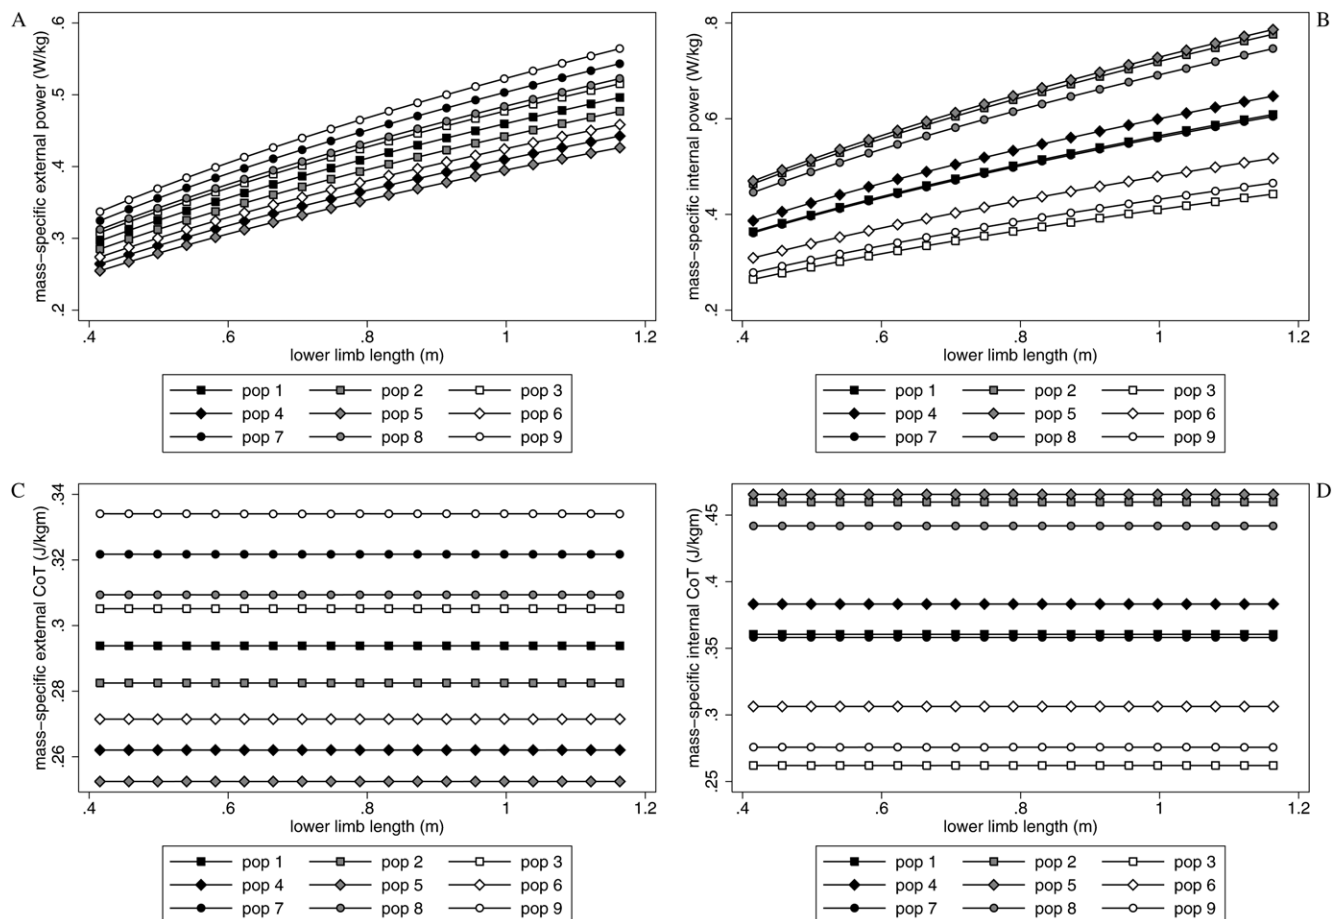 A
mass-specific external power (W/kg)
.6
.5
.4
.3
.2
.4 .6 .8 1 1.2
lower limb length (m)
pop 1 pop 2 pop 3
pop 4 pop 5 pop 6
pop 7 pop 8 pop 9
B
mass-specific internal power (W/kg)
.8
.6
.4
.2
.4 .6 .8 1 1.2
lower limb length (m)
pop 1 pop 2 pop 3
pop 4 pop 5 pop 6
pop 7 pop 8 pop 9
C
mass-specific external CoT (J/kgm)
.34
.32
.3
.28
.26
.4 .6 .8 1 1.2
lower limb length (m)
pop 1 pop 2 pop 3
pop 4 pop 5 pop 6
pop 7 pop 8 pop 9
D
mass-specific internal CoT (J/kgm)
.45
.4
.35
.3
.25
.4 .6 .8 1 1.2
lower limb length (m)
pop 1 pop 2 pop 3
pop 4 pop 5 pop 6
pop 7 pop 8 pop 9